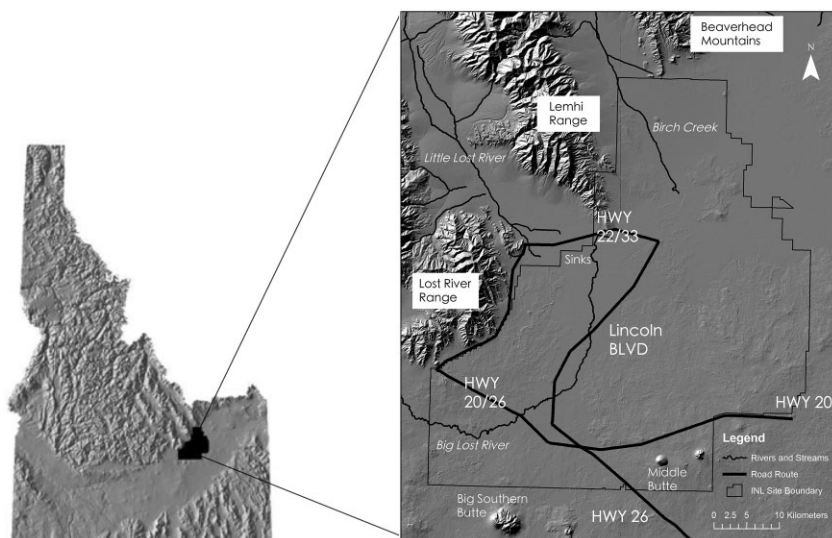 Beaverhead
Mountains
N
Lemhi
Range
Birch Creek
Little Lost River
HWY
22/33
Sinks
Lost River
Range
Lincoln
BLVD
HWY
20/26
HWY 20
Big Lost River
Legend
Rivers and Streams
Road Route
INL Site Boundary
Middle
Butte
Big Southern
Butte
HWY 26
0 2.5 5 10 Kilometers